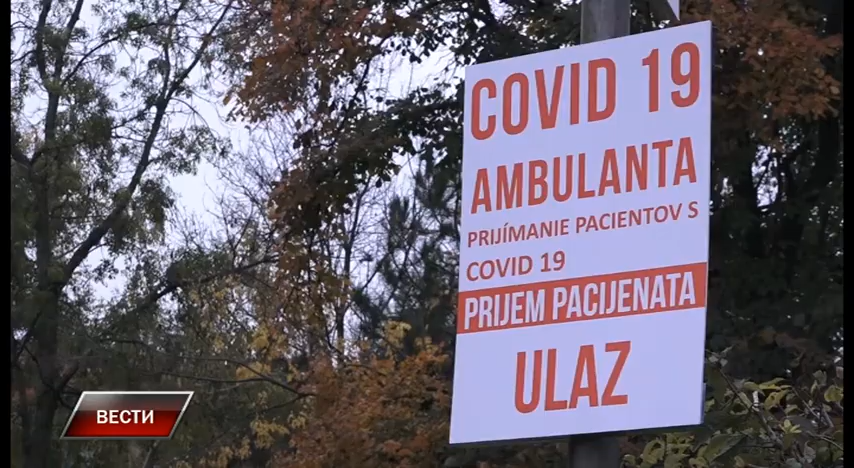 COVID 19
AMBULANTA
PRIJÍMANIE PACIENTOV S
COVID 19
PRIJEM PACIJENATA
ULAZ
ВЕСТИ